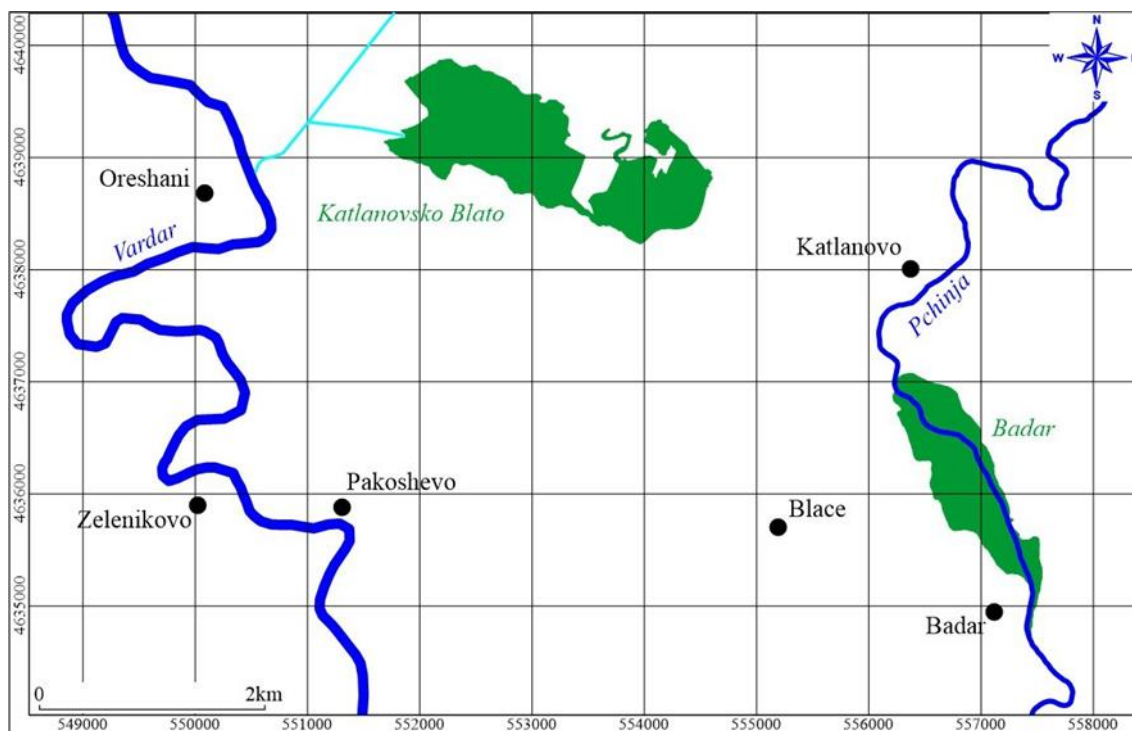 N
W
S
4640000
4639000
4638000
4637000
4636000
4635000
Oreshani
Vardar
Katlanovsko Blato
Katlanovo
Pchinja
Badar
Pakoshevo
Zelenikovo
Blace
Badar
0 2km
549000 550000 551000 552000 553000 554000 555000 556000 557000 558000